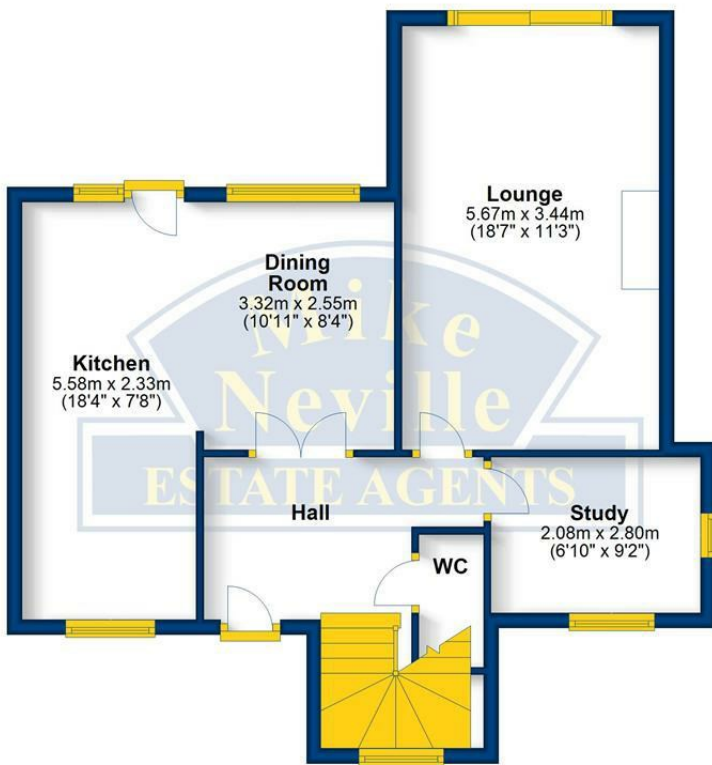 Lounge
5.67m x 3.44m
(18'7" x 11'3")
Dining
Room
3.32m x 2.55m
(10'11" x 8'4")
Kitchen
5.58m x 2.33m
(18'4" x 7'8")
Mike
Neville
ESTATE AGENTS
Hall
Study
2.08m x 2.80m
(6'10" x 9'2")
WC